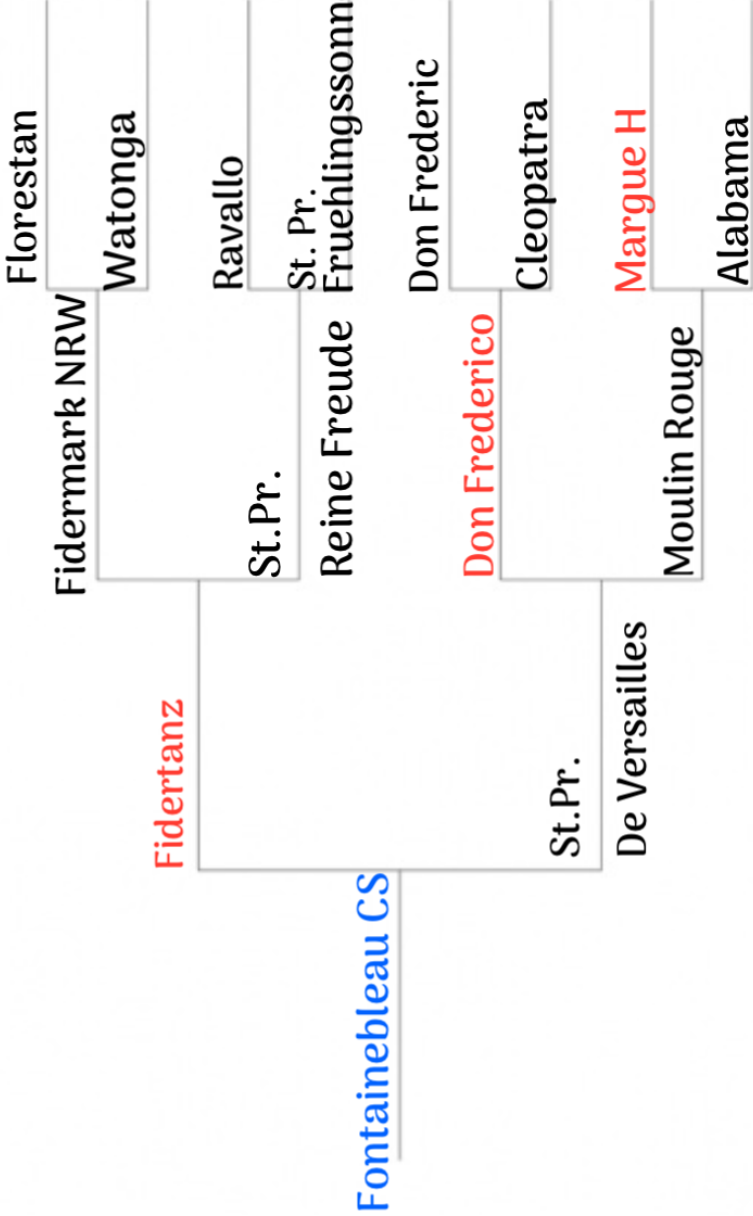 Florestan
Watonga
Ravallo
St. Pr.
Fruehlingssonn
Don Frederic
Cleopatra
Margue H
Alabama
Fidermark NRW
St.Pr.
Reine Freude
Don Frederico
Moulin Rouge
Fidertanz
St.Pr.
De Versailles
Fontainebleau CS